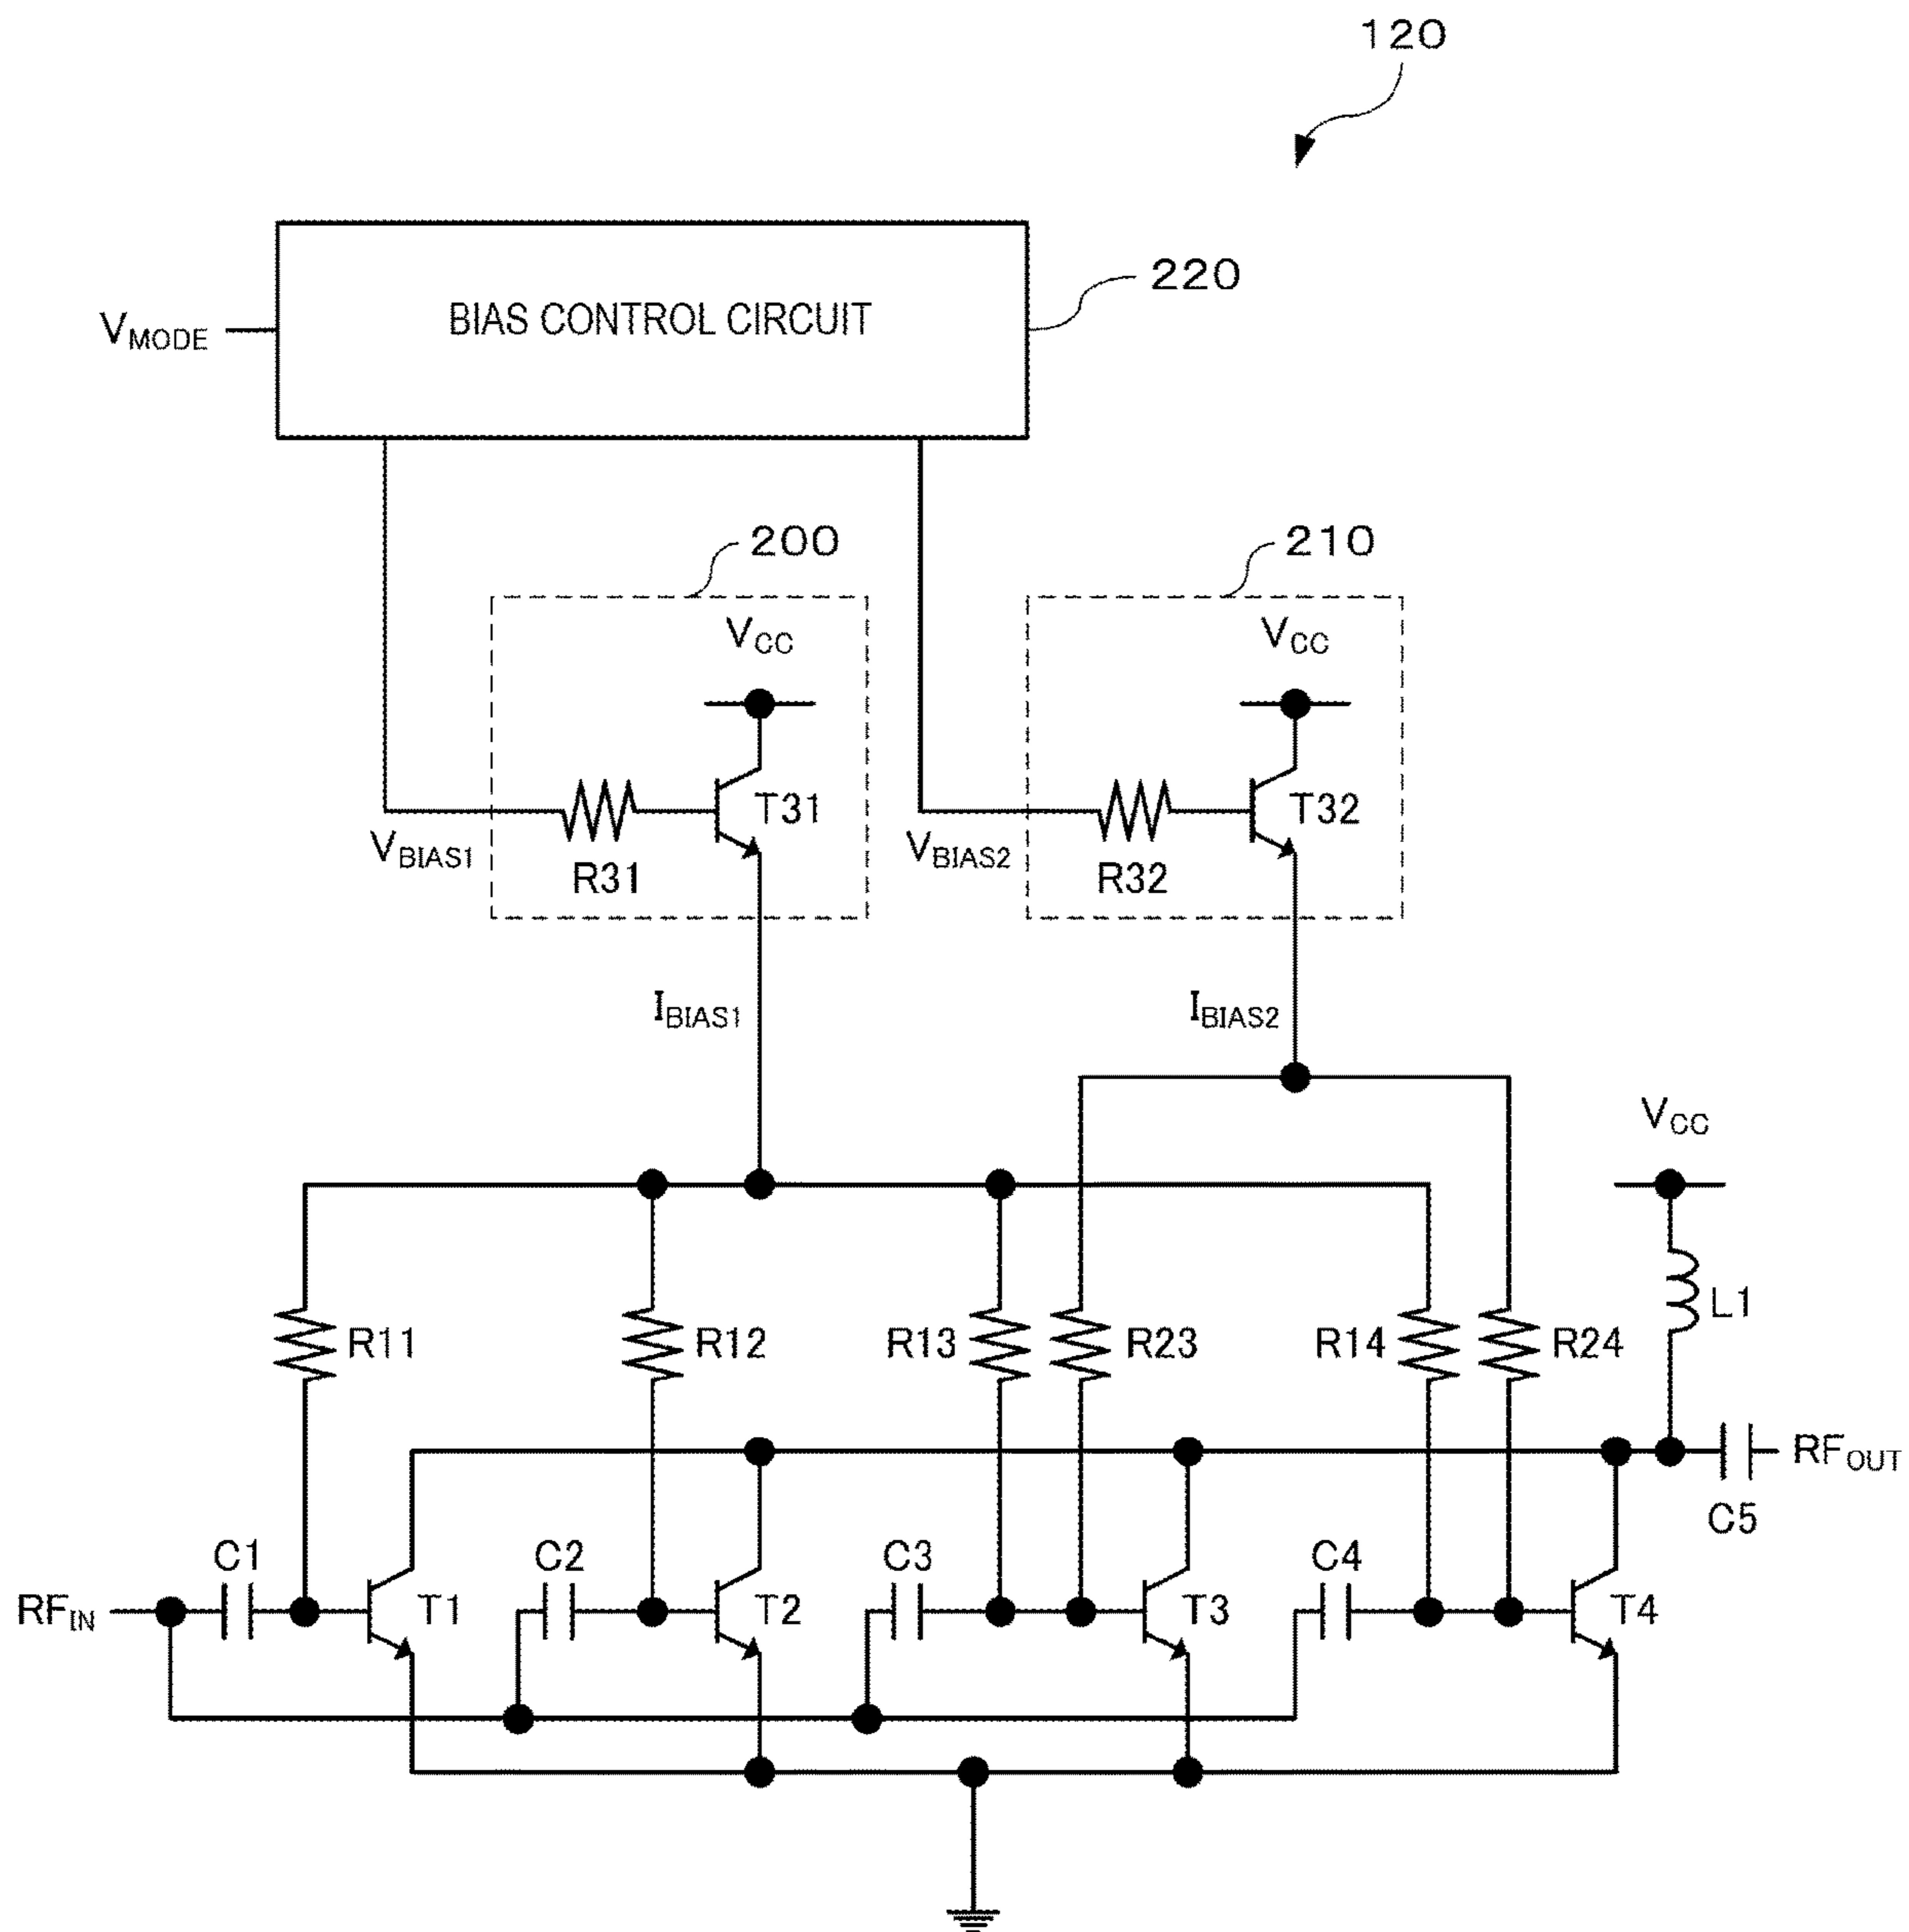 120
220
BIAS CONTROL CIRCUIT
VMODE
200
210
VCC
VCC
T31
T32
VBIAS1
R31
VBIAS2
R32
IBIAS1
IBIAS2
VCC
L1
R11
R12
R13
R23
R14
R24
RFOUT
C5
C1
C2
C3
C4
RFIN
T1
T2
T3
T4